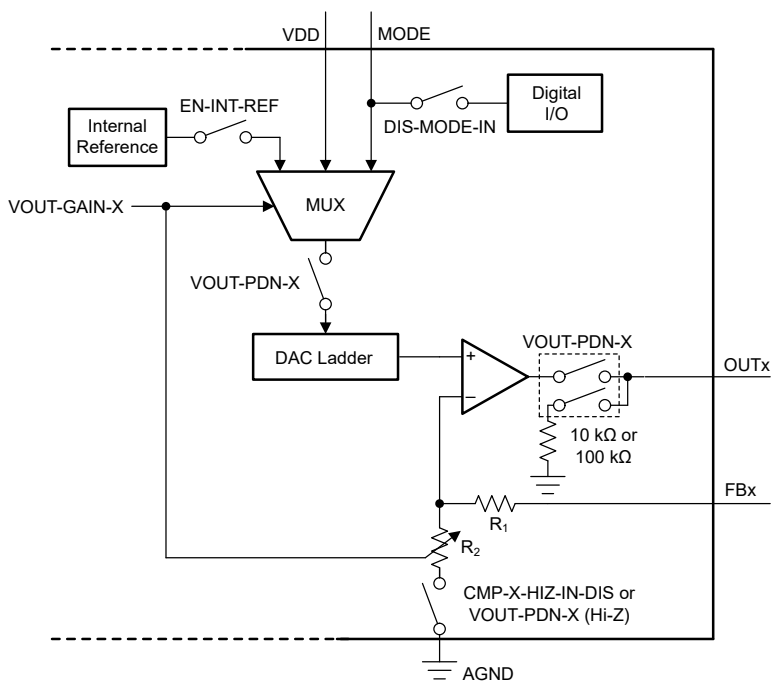 VDD
MODE
EN-INT-REF
DIS-MODE-IN
Digital
I/O
Internal
Reference
VOUT-GAIN-X
MUX
VOUT-PDN-X
DAC Ladder
+
−
VOUT-PDN-X
OUTx
10 kΩ or
100 kΩ
FBx
R₁
R₂
CMP-X-HIZ-IN-DIS or
VOUT-PDN-X (Hi-Z)
AGND